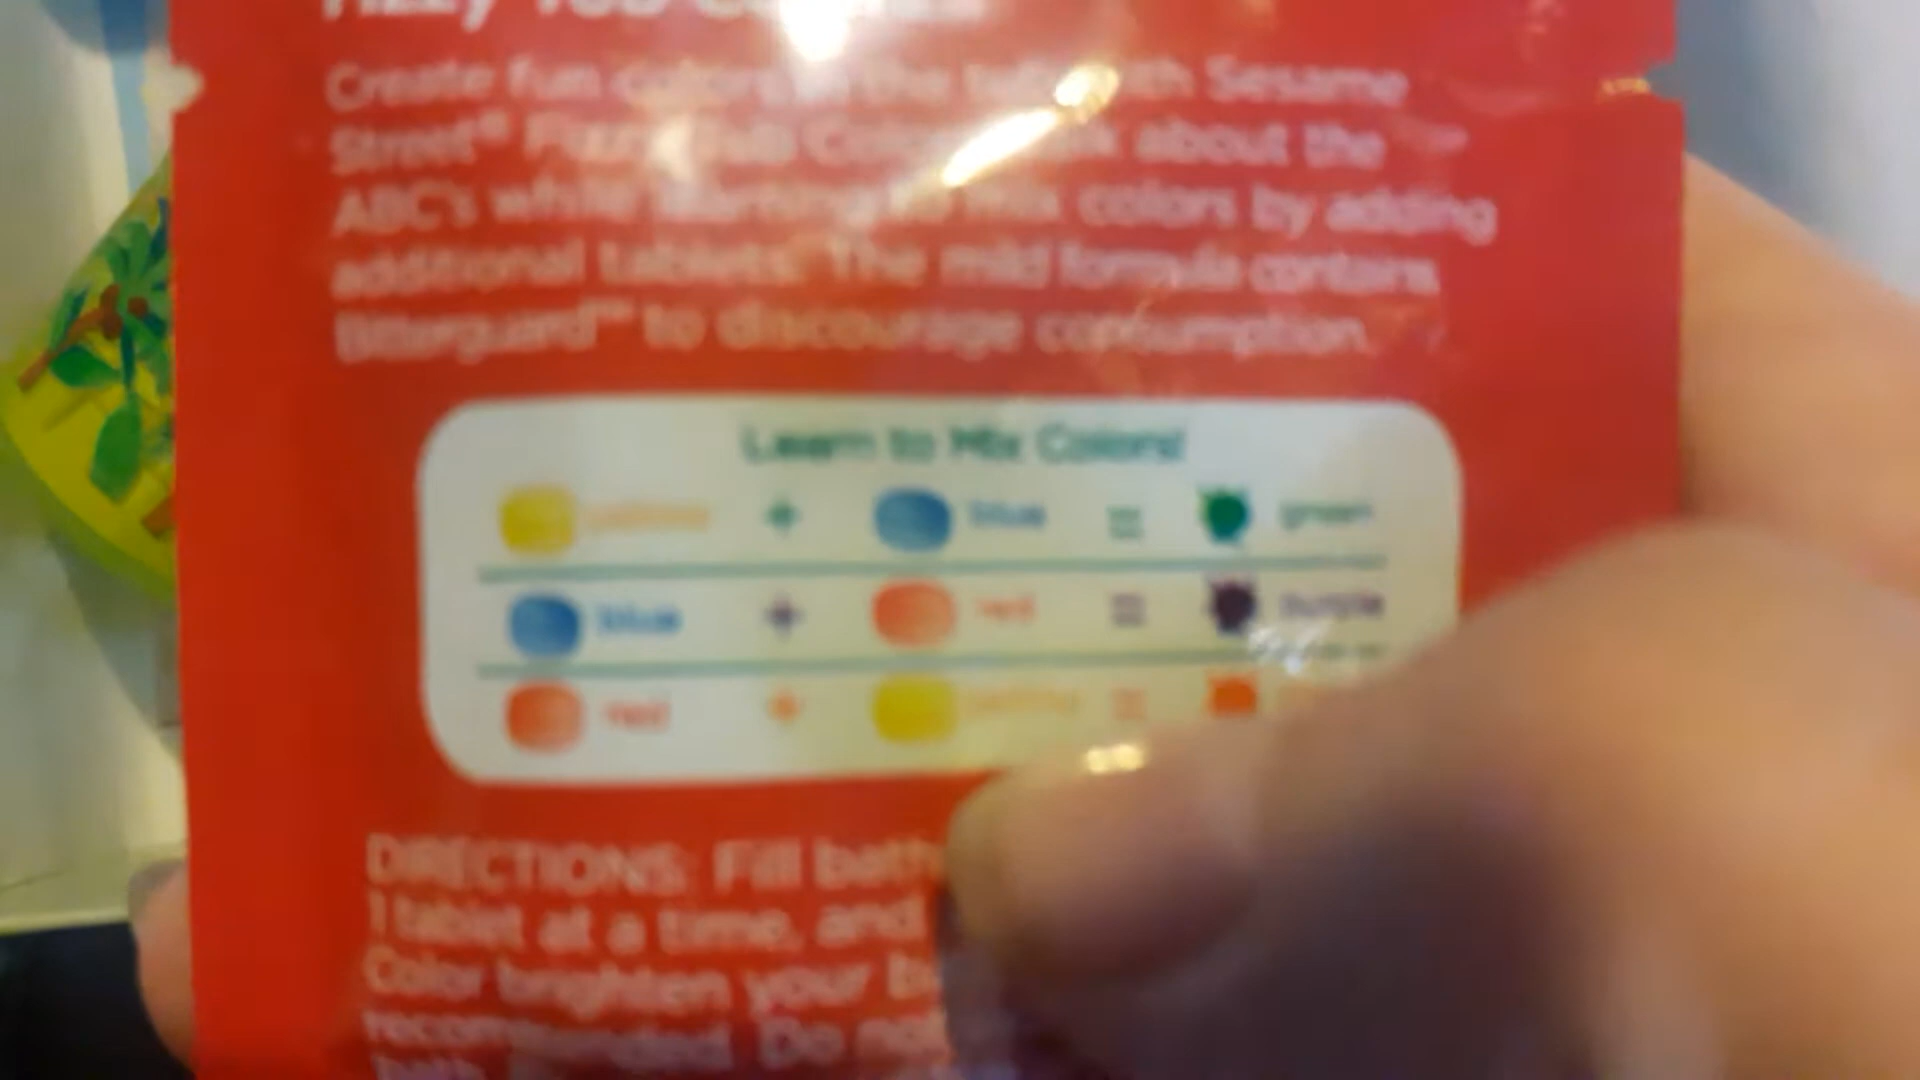 Fizzy Tub Colors
Create fun colors in the tub with Sesame
Street® Fizzy Tub Colors. Talk about the
ABC's while learning to mix colors by adding
additional tablets. The mild formula contains
Bitterguard™ to discourage consumption.
Learn to Mix Colors!
yellow + blue = green
blue + red = purple
red + yellow =
DIRECTIONS: Fill bath
1 tablet at a time, and
Color brighten your
recommended. Do not